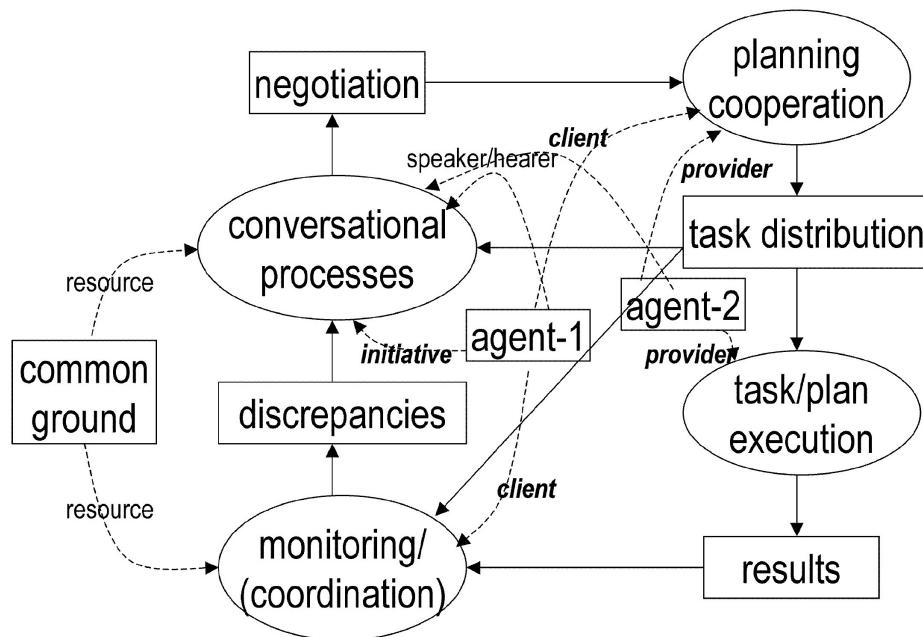 planning
cooperation
negotiation
client
speaker/hearer
provider
conversational
processes
task distribution
resource
agent-2
agent-1
initiative
provider
common
ground
discrepancies
task/plan
execution
client
resource
monitoring/
(coordination)
results